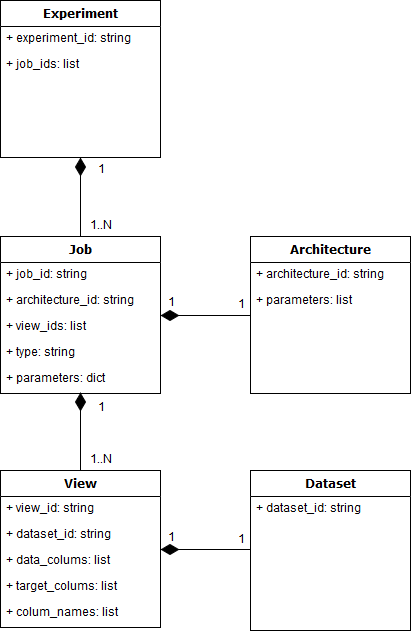 Experiment
+ experiment_id: string
+ job_ids: list
1
1..N
Job
+ job_id: string
+ architecture_id: string
+ view_ids: list
+ type: string
+ parameters: dict
1
1
Architecture
+ architecture_id: string
+ parameters: list
1
1..N
View
+ view_id: string
+ dataset_id: string
+ data_colums: list
+ target_colums: list
+ colum_names: list
1
1
Dataset
+ dataset_id: string